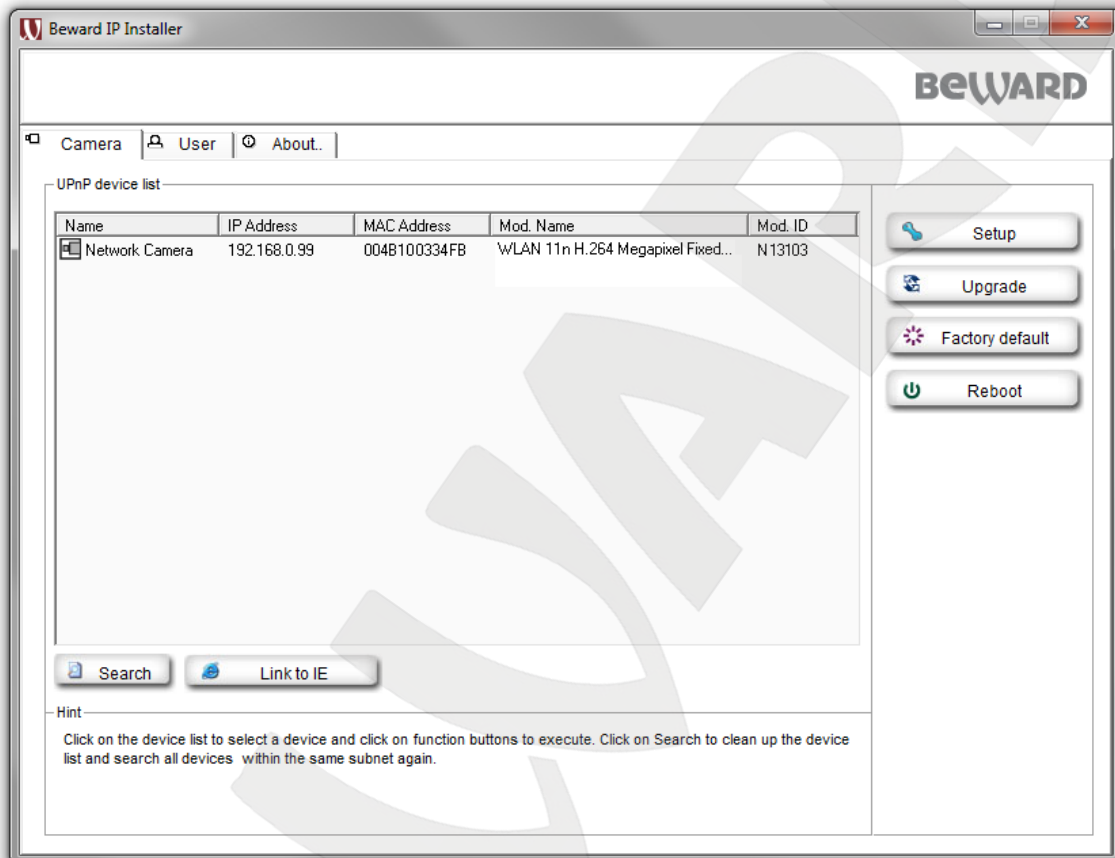 Beward IP Installer
BEWARD
Camera
User
About..
UPnP device list
Name IP Address MAC Address Mod. Name Mod. ID
Network Camera 192.168.0.99 004B100334FB WLAN 11n H.264 Megapixel Fixed... N13103
Setup
Upgrade
Factory default
Reboot
Search
Link to IE
Hint
Click on the device list to select a device and click on function buttons to execute. Click on Search to clean up the device
list and search all devices within the same subnet again.